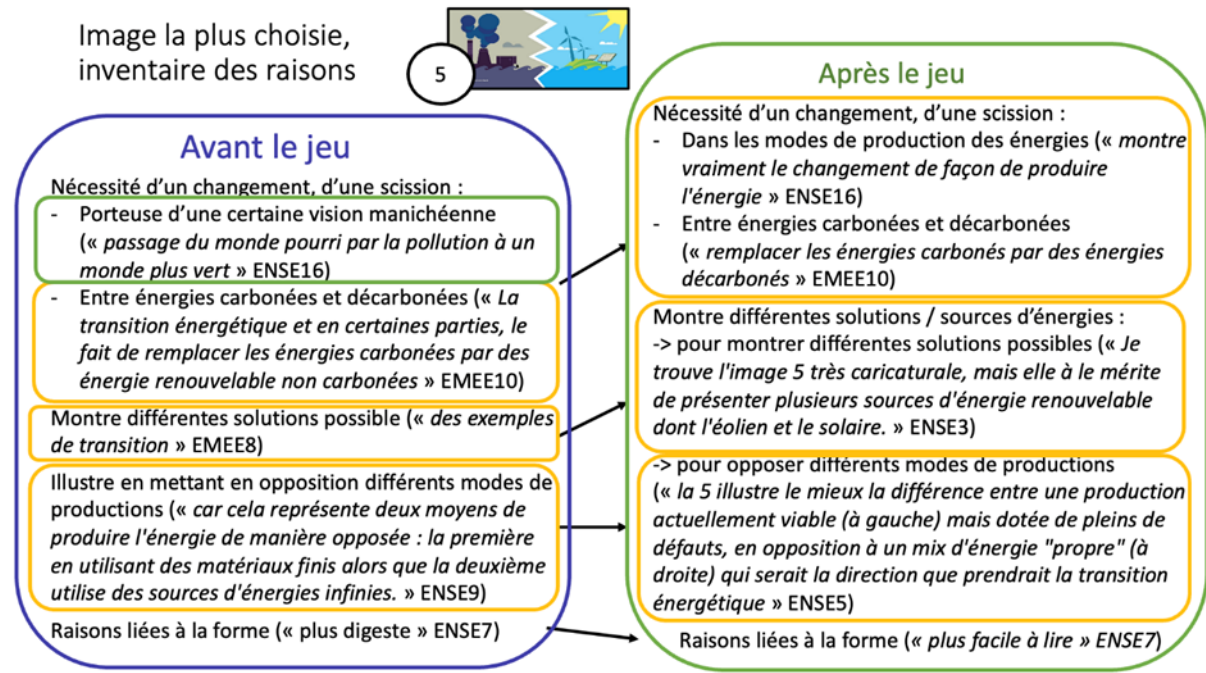 Image la plus choisie,
inventaire des raisons
5
Avant le jeu
Nécessité d'un changement, d'une scission :
- Porteuse d'une certaine vision manichéenne
(« passage du monde pourri par la pollution à un
monde plus vert » ENSE16)
- Entre énergies carbonées et décarbonées (« La
transition énergétique et en certaines parties, le
fait de remplacer les énergies carbonées par des
énergie renouvelable non carbonées » EMEE10)
Montre différentes solutions possible (« des exemples
de transition » EMEE8)
Illustre en mettant en opposition différents modes de
productions (« car cela représente deux moyens de
produire l'énergie de manière opposée : la première
en utilisant des matériaux finis alors que la deuxième
utilise des sources d'énergies infinies. » ENSE9)
Raisons liées à la forme (« plus digeste » ENSE7)
Après le jeu
Nécessité d'un changement, d'une scission :
- Dans les modes de production des énergies (« montre
vraiment le changement de façon de produire
l'énergie » ENSE16)
- Entre énergies carbonées et décarbonées
(« remplacer les énergies carbonés par des énergies
décarbonés » EMEE10)
Montre différentes solutions / sources d'énergies :
-> pour montrer différentes solutions possibles (« Je
trouve l'image 5 très caricaturale, mais elle à le mérite
de présenter plusieurs sources d'énergie renouvelable
dont l'éolien et le solaire. » ENSE3)
-> pour opposer différents modes de productions
(« la 5 illustre le mieux la différence entre une production
actuellement viable (à gauche) mais dotée de pleins de
défauts, en opposition à un mix d'énergie "propre" (à
droite) qui serait la direction que prendrait la transition
énergétique » ENSE5)
Raisons liées à la forme (« plus facile à lire » ENSE7)